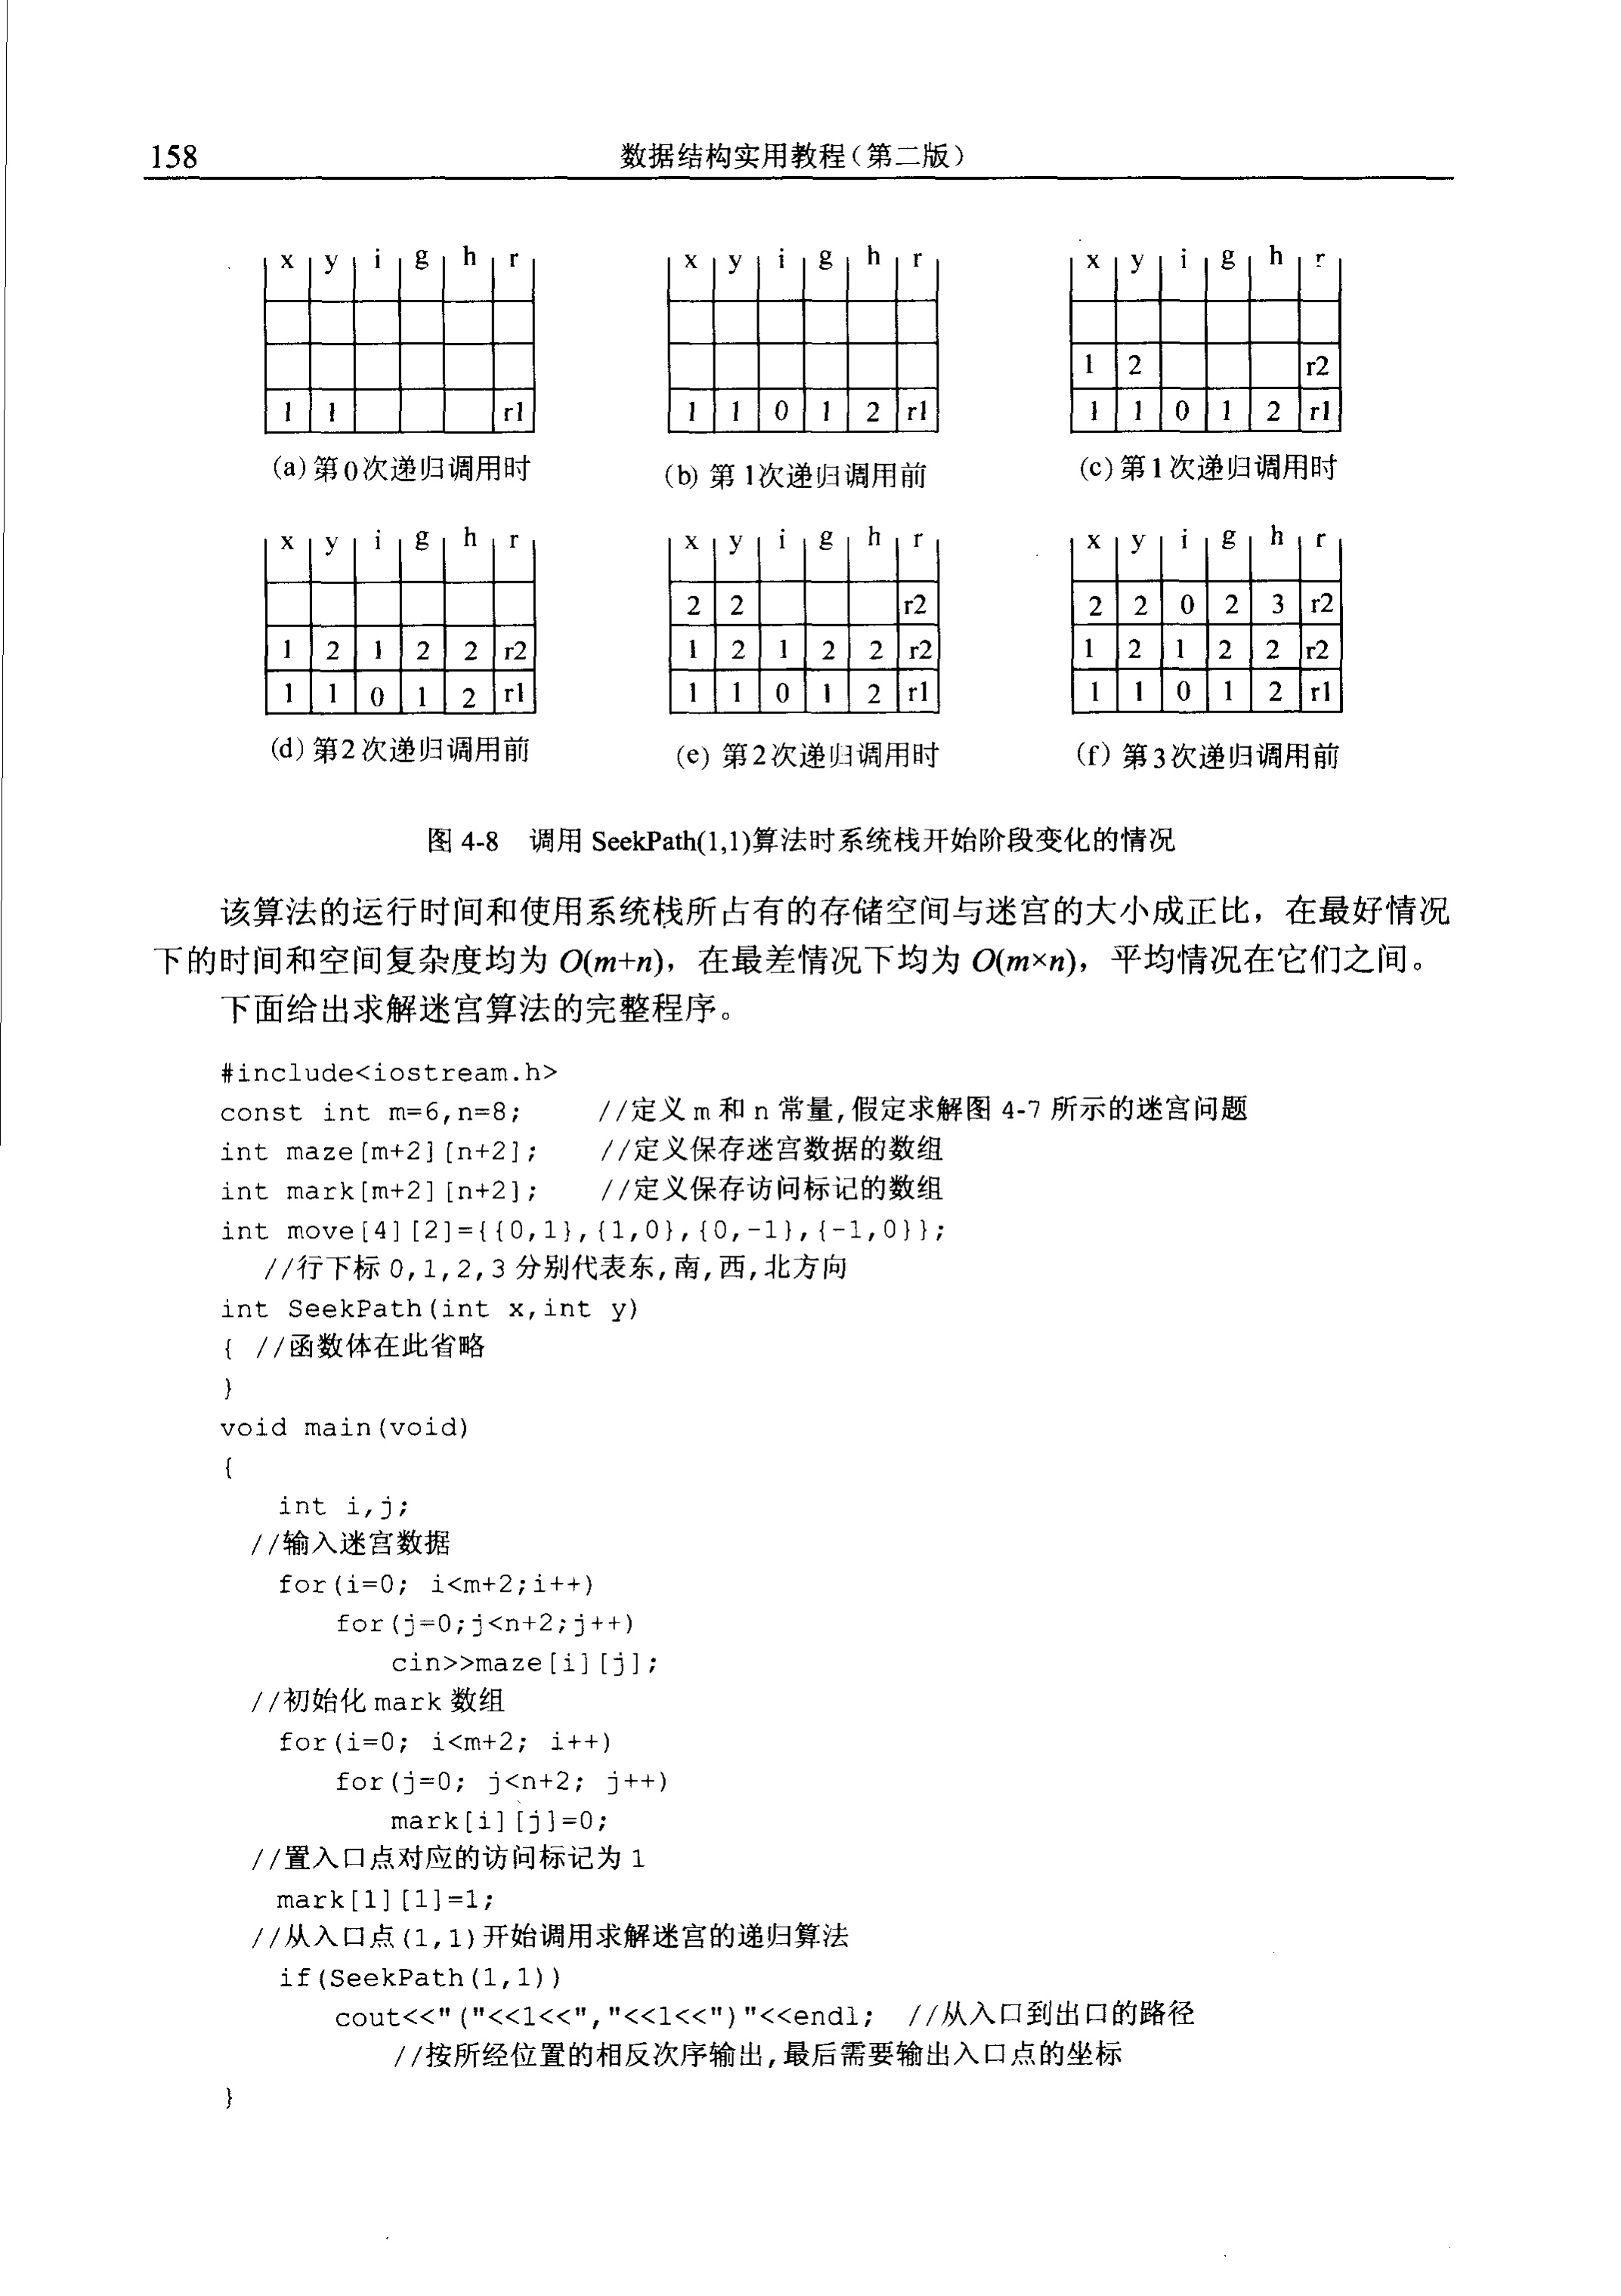 158 数据结构实用教程(第二版)
x y i g h r
1 1 r1
(a)第0次递归调用时
x y i g h r
1 1 0 1 2 r1
(b) 第1次递归调用前
x y i g h r
1 2 r2
1 1 0 1 2 r1
(c)第1次递归调用时
x y i g h r
1 2 1 2 2 r2
1 1 0 1 2 r1
(d)第2次递归调用前
x y i g h r
2 2 r2
1 2 1 2 2 r2
1 1 0 1 2 r1
(e) 第2次递归调用时
x y i g h r
2 2 0 2 3 r2
1 2 1 2 2 r2
1 1 0 1 2 r1
(f) 第3次递归调用前
图 4-8 调用 SeekPath(1,1)算法时系统栈开始阶段变化的情况
该算法的运行时间和使用系统栈所占有的存储空间与迷宫的大小成正比，在最好情况
下的时间和空间复杂度均为 O(m+n)，在最差情况下均为 O(m×n)，平均情况在它们之间。
下面给出求解迷宫算法的完整程序。
#include<iostream.h>
const int m=6,n=8; //定义 m 和 n 常量,假定求解图 4-7 所示的迷宫问题
int maze[m+2][n+2]; //定义保存迷宫数据的数组
int mark[m+2][n+2]; //定义保存访问标记的数组
int move[4][2]={{0,1},{1,0},{0,-1},{-1,0}};
//行下标 0,1,2,3 分别代表东,南,西,北方向
int SeekPath(int x,int y)
{ //函数体在此省略
}
void main(void)
{
int i,j;
//输入迷宫数据
for(i=0; i<m+2;i++)
for(j=0;j<n+2;j++)
cin>>maze[i][j];
//初始化 mark 数组
for(i=0; i<m+2; i++)
for(j=0; j<n+2; j++)
mark[i][j]=0;
//置入口点对应的访问标记为 1
mark[1][1]=1;
//从入口点(1,1)开始调用求解迷宫的递归算法
if(SeekPath(1,1))
cout<<"("<<1<<","<<1<<")"<<endl; //从入口到出口的路径
//按所经位置的相反次序输出,最后需要输出入口点的坐标
}